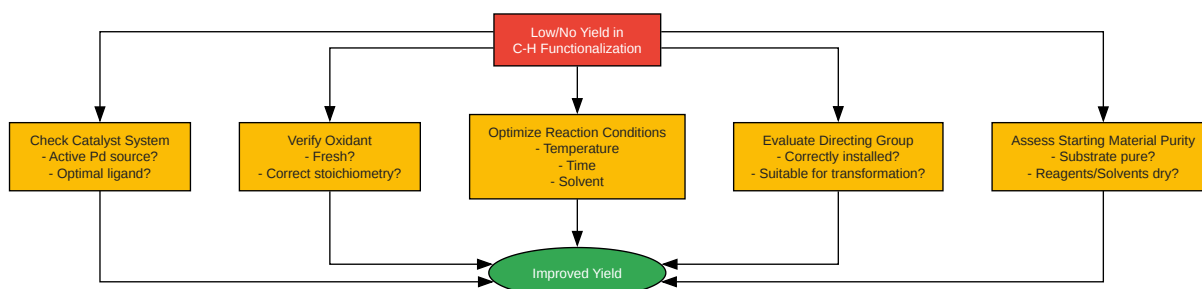 Low/No Yield in
C-H Functionalization
Check Catalyst System
- Active Pd source?
- Optimal ligand?
Verify Oxidant
- Fresh?
- Correct stoichiometry?
Optimize Reaction Conditions
- Temperature
- Time
- Solvent
Evaluate Directing Group
- Correctly installed?
- Suitable for transformation?
Assess Starting Material Purity
- Substrate pure?
- Reagents/Solvents dry?
Improved Yield